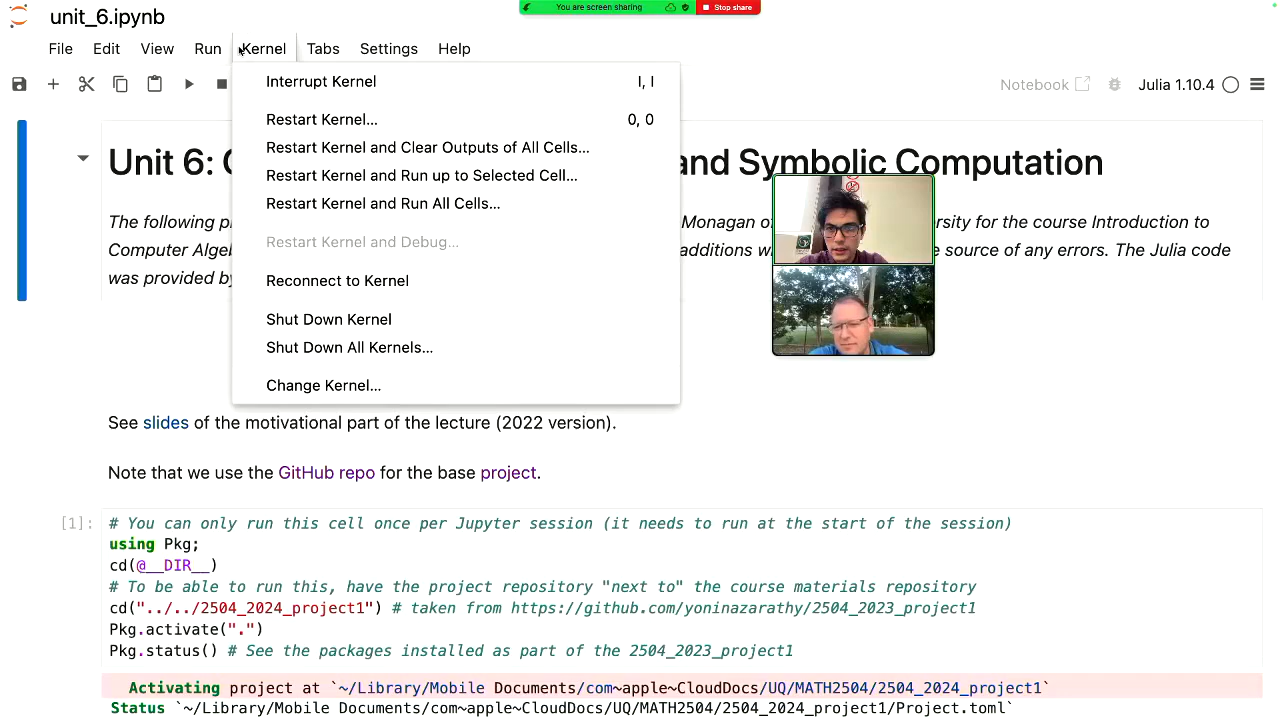 unit_6.ipynb
You are screen sharing
Stop share
File Edit View Run Kernel Tabs Settings Help
Notebook
Julia 1.10.4
Interrupt Kernel I, I
Restart Kernel... 0, 0
Restart Kernel and Clear Outputs of All Cells...
Restart Kernel and Run up to Selected Cell...
Restart Kernel and Run All Cells...
Restart Kernel and Debug...
Reconnect to Kernel
Shut Down Kernel
Shut Down All Kernels...
Change Kernel...
Unit 6: and Symbolic Computation
The following Monagan versity for the course Introduction to
Computer additions source of any errors. The Julia code
was provided
See slides of the motivational part of the lecture (2022 version).
Note that we use the GitHub repo for the base project.
[1]: # You can only run this cell once per Jupyter session (it needs to run at the start of the session)
using Pkg;
cd(@__DIR__)
# To be able to run this, have the project repository "next to" the course materials repository
cd("../../2504_2024_project1") # taken from https://github.com/yoninazarathy/2504_2023_project1
Pkg.activate(".")
Pkg.status() # See the packages installed as part of the 2504_2023_project1
Activating project at `~/Library/Mobile Documents/com~apple~CloudDocs/UQ/MATH2504/2504_2024_project1`
Status `~/Library/Mobile Documents/com~apple~CloudDocs/UQ/MATH2504/2504_2024_project1/Project.toml`